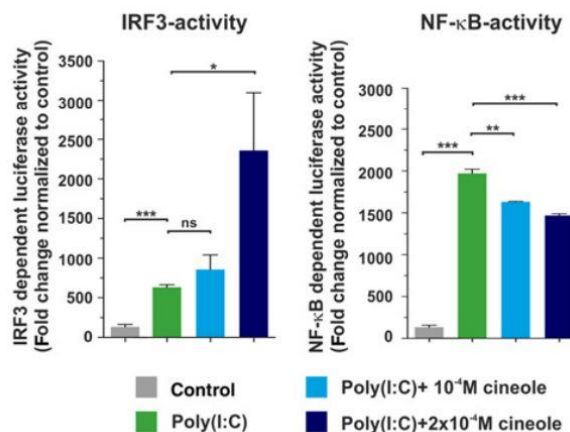 IRF3-activity
IRF3 dependent luciferase activity
(Fold change normalized to control)
3500
3000
2500
2000
1500
1000
500
0
***
ns
*
NF-κB-activity
NF-κB dependent luciferase activity
(Fold change normalized to control)
3000
2500
2000
1500
1000
500
0
***
**
***
Control
Poly(I:C)
Poly(I:C)+ 10⁻⁴M cineole
Poly(I:C)+2x10⁻⁴M cineole